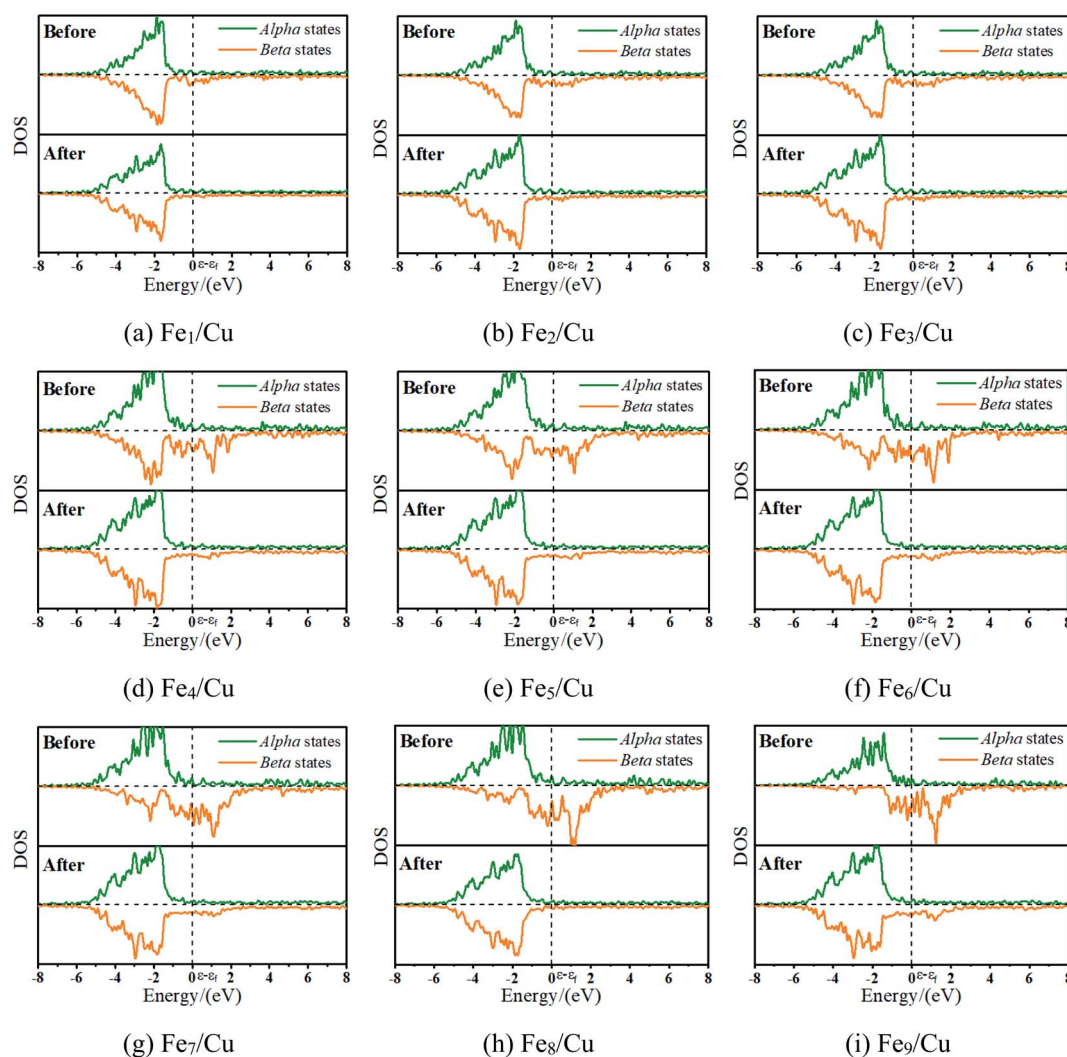 Before
Alpha states
Beta states
DOS
After
-8 -6 -4 -2 0 ε-εf 2 4 6 8
Energy/(eV)
(a) Fe₁/Cu
Before
Alpha states
Beta states
DOS
After
-8 -6 -4 -2 0 ε-εf 2 4 6 8
Energy/(eV)
(b) Fe₂/Cu
Before
Alpha states
Beta states
DOS
After
-8 -6 -4 -2 0 ε-εf 2 4 6 8
Energy/(eV)
(c) Fe₃/Cu
Before
Alpha states
Beta states
DOS
After
-8 -6 -4 -2 0 ε-εf 2 4 6 8
Energy/(eV)
(d) Fe₄/Cu
Before
Alpha states
Beta states
DOS
After
-8 -6 -4 -2 0 ε-εf 2 4 6 8
Energy/(eV)
(e) Fe₅/Cu
Before
Alpha states
Beta states
DOS
After
-8 -6 -4 -2 0 ε-εf 2 4 6 8
Energy/(eV)
(f) Fe₆/Cu
Before
Alpha states
Beta states
DOS
After
-8 -6 -4 -2 0 ε-εf 2 4 6 8
Energy/(eV)
(g) Fe₇/Cu
Before
Alpha states
Beta states
DOS
After
-8 -6 -4 -2 0 ε-εf 2 4 6 8
Energy/(eV)
(h) Fe₈/Cu
Before
Alpha states
Beta states
DOS
After
-8 -6 -4 -2 0 ε-εf 2 4 6 8
Energy/(eV)
(i) Fe₉/Cu